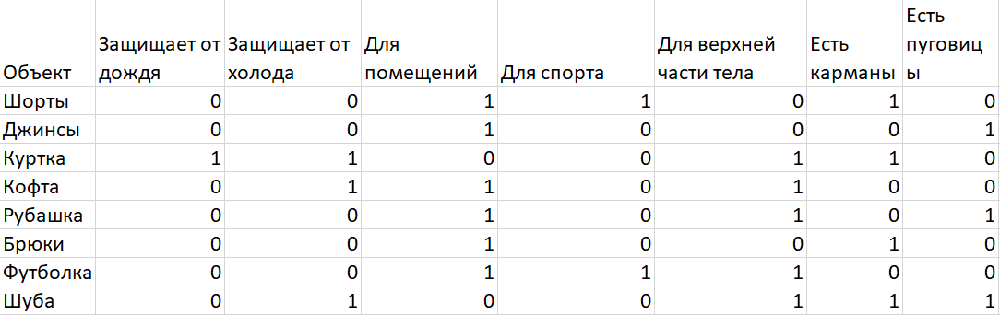 Объект Защищает от дождя Защищает от холода Для помещений Для спорта Для верхней части тела Есть карманы Есть пуговицы
Шорты 0 0 1 1 0 1 0
Джинсы 0 0 1 0 0 0 1
Куртка 1 1 0 0 1 1 0
Кофта 0 1 1 0 1 0 0
Рубашка 0 0 1 0 1 0 1
Брюки 0 0 1 0 0 1 0
Футболка 0 0 1 1 1 0 0
Шуба 0 1 0 0 1 1 1